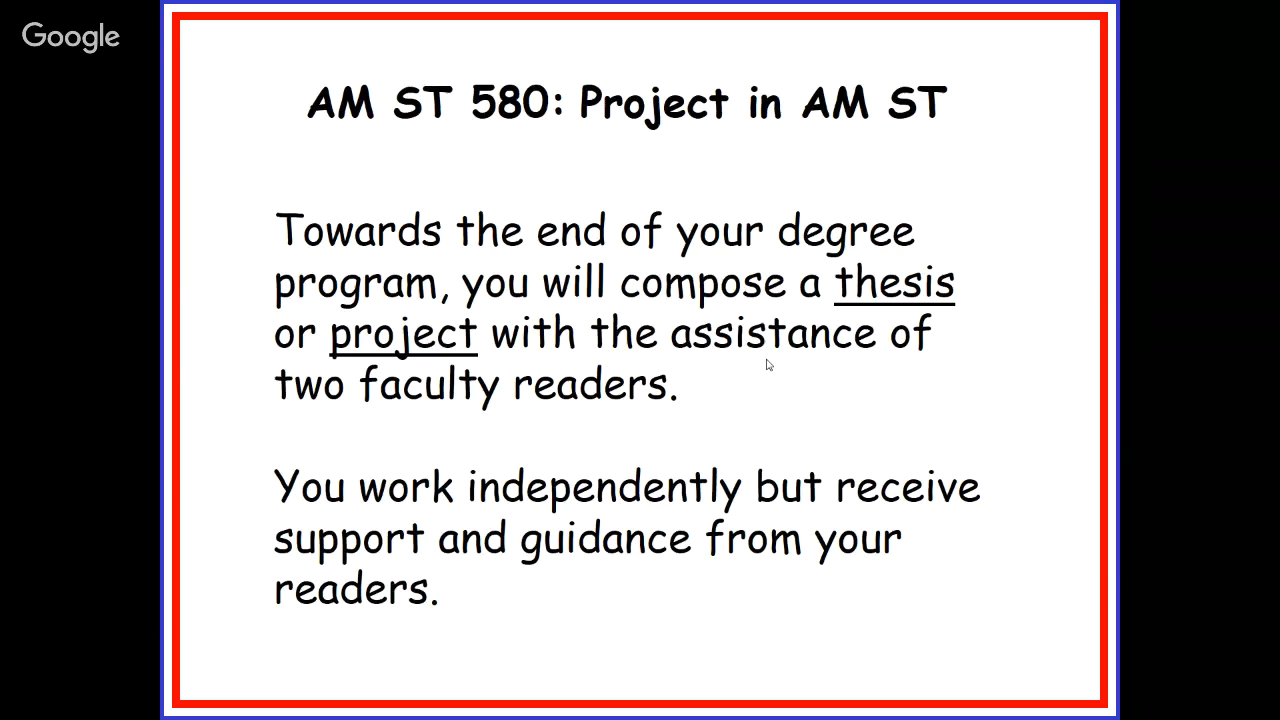 Google
AM ST 580: Project in AM ST
Towards the end of your degree
program, you will compose a thesis
or project with the assistance of
two faculty readers.
You work independently but receive
support and guidance from your
readers.